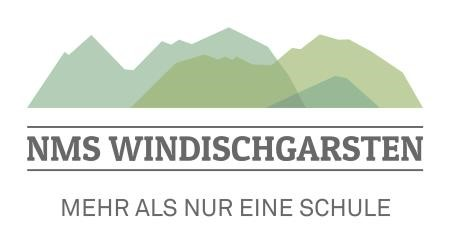 NMS WINDISCHGARSTEN
MEHR ALS NUR EINE SCHULE